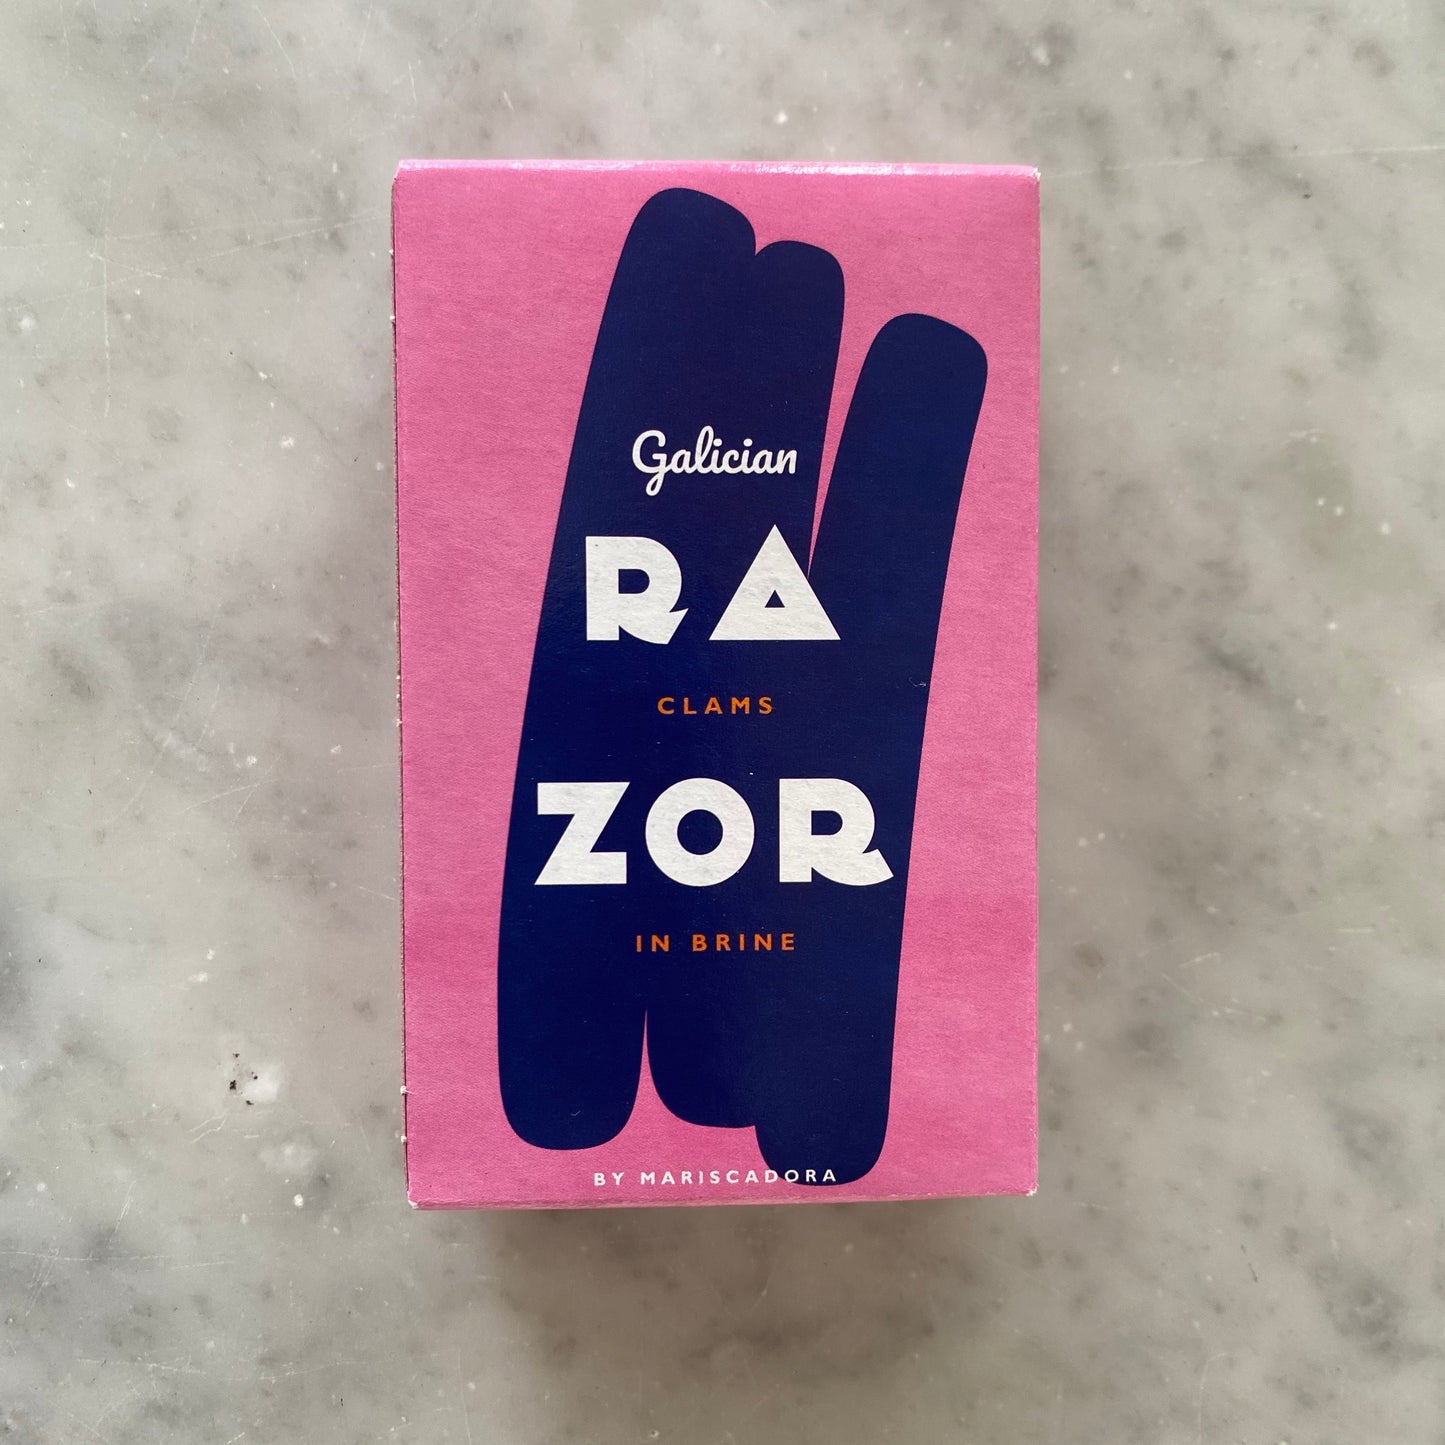 Galician
RA
CLAMS
ZOR
IN BRINE
BY MARISCADORA